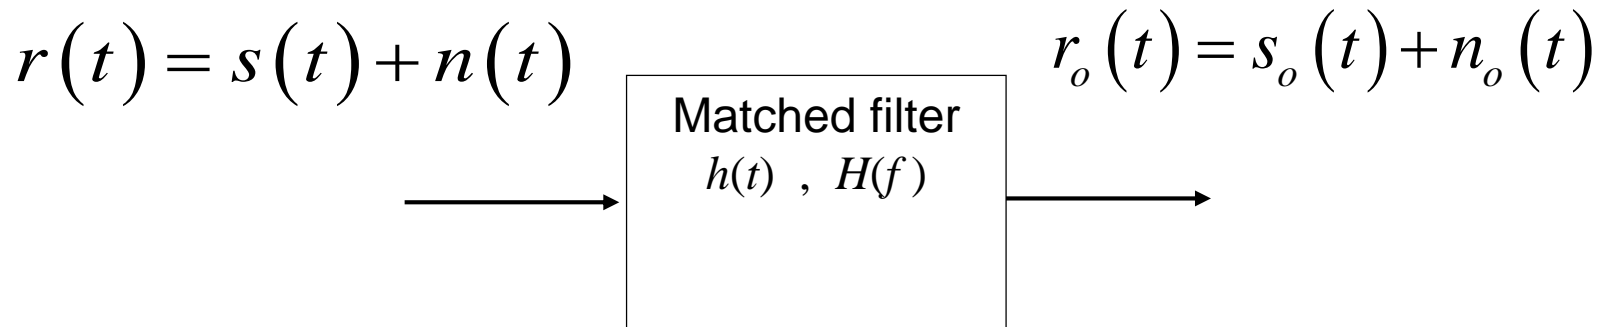 r(t) = s(t) + n(t)
r_o(t) = s_o(t) + n_o(t)
Matched filter
h(t) , H(f)